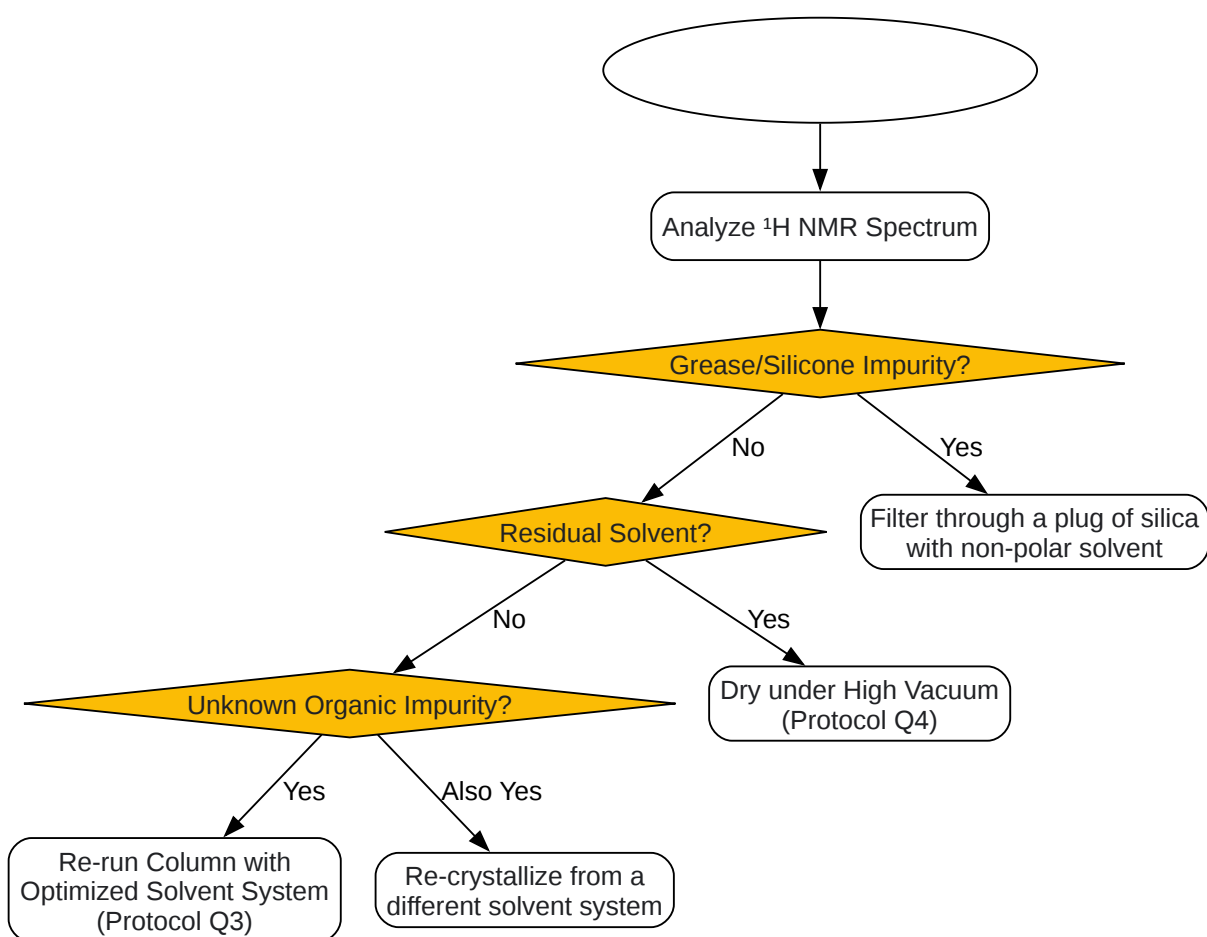 Analyze ¹H NMR Spectrum
Grease/Silicone Impurity?
No
Yes
Residual Solvent?
Filter through a plug of silica
with non-polar solvent
No
Yes
Unknown Organic Impurity?
Dry under High Vacuum
(Protocol Q4)
Yes
Also Yes
Re-run Column with
Optimized Solvent System
(Protocol Q3)
Re-crystallize from a
different solvent system